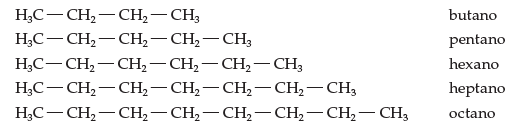 H₃C—CH₂—CH₂—CH₃ butano
H₃C—CH₂—CH₂—CH₂—CH₃ pentano
H₃C—CH₂—CH₂—CH₂—CH₂—CH₃ hexano
H₃C—CH₂—CH₂—CH₂—CH₂—CH₂—CH₃ heptano
H₃C—CH₂—CH₂—CH₂—CH₂—CH₂—CH₂—CH₃ octano